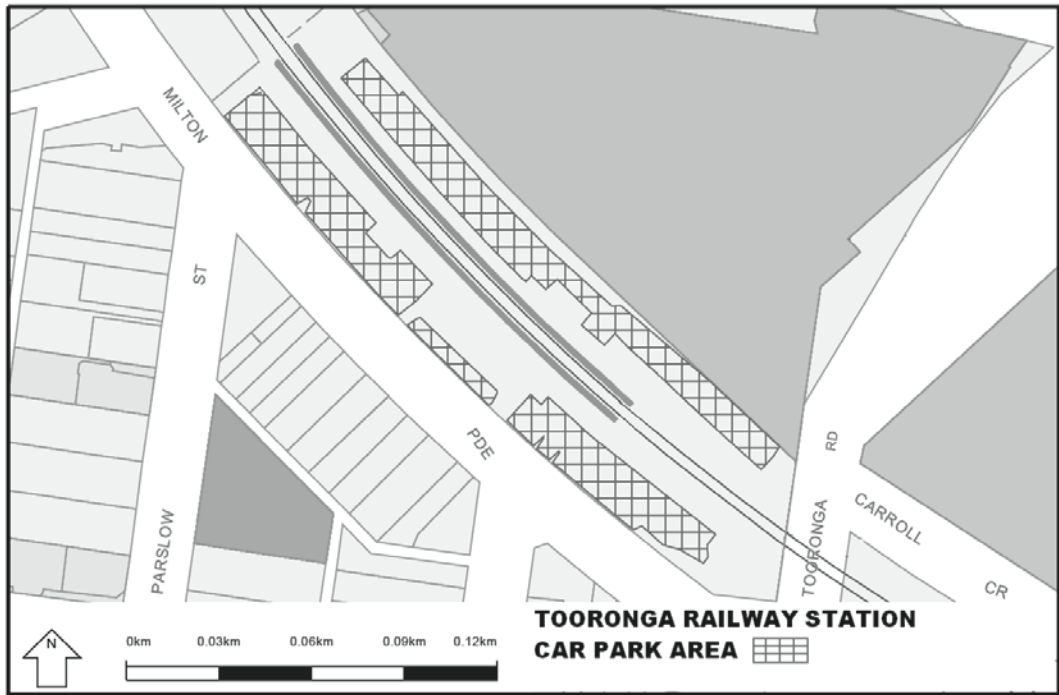 MILTON
ST
PDE
RD
PARSLOW
TOORONGA
CARROLL
CR
N
0km 0.03km 0.06km 0.09km 0.12km
TOORONGA RAILWAY STATION
CAR PARK AREA